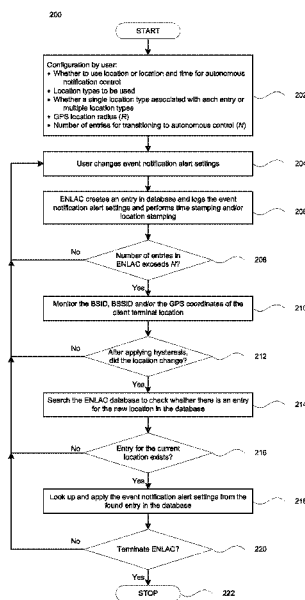 200
START
Configuration by user:
• Whether to use location or location and time for autonomous
notification control
• Location types to be used
• Whether a single location type associated with each entry or
multiple location types
• GPS location radius (R)
• Number of entries for transitioning to autonomous control (N)
202
User changes event notification alert settings
204
ENLAC creates an entry in database and logs the event
notification alert settings and performs time stamping and/or
location stamping
206
Number of entries
in ENLAC exceeds N?
No
208
Yes
Monitor the BSID, BSSID and/or the GPS coordinates of the
client terminal location
210
After applying hysteresis,
did the location change?
No
212
Yes
Search the ENLAC database to check whether there is an entry
for the new location in the database
214
Entry for the current
location exists?
No
216
Yes
Look up and apply the event notification alert settings from the
found entry in the database
218
Terminate ENLAC?
No
220
Yes
STOP
222